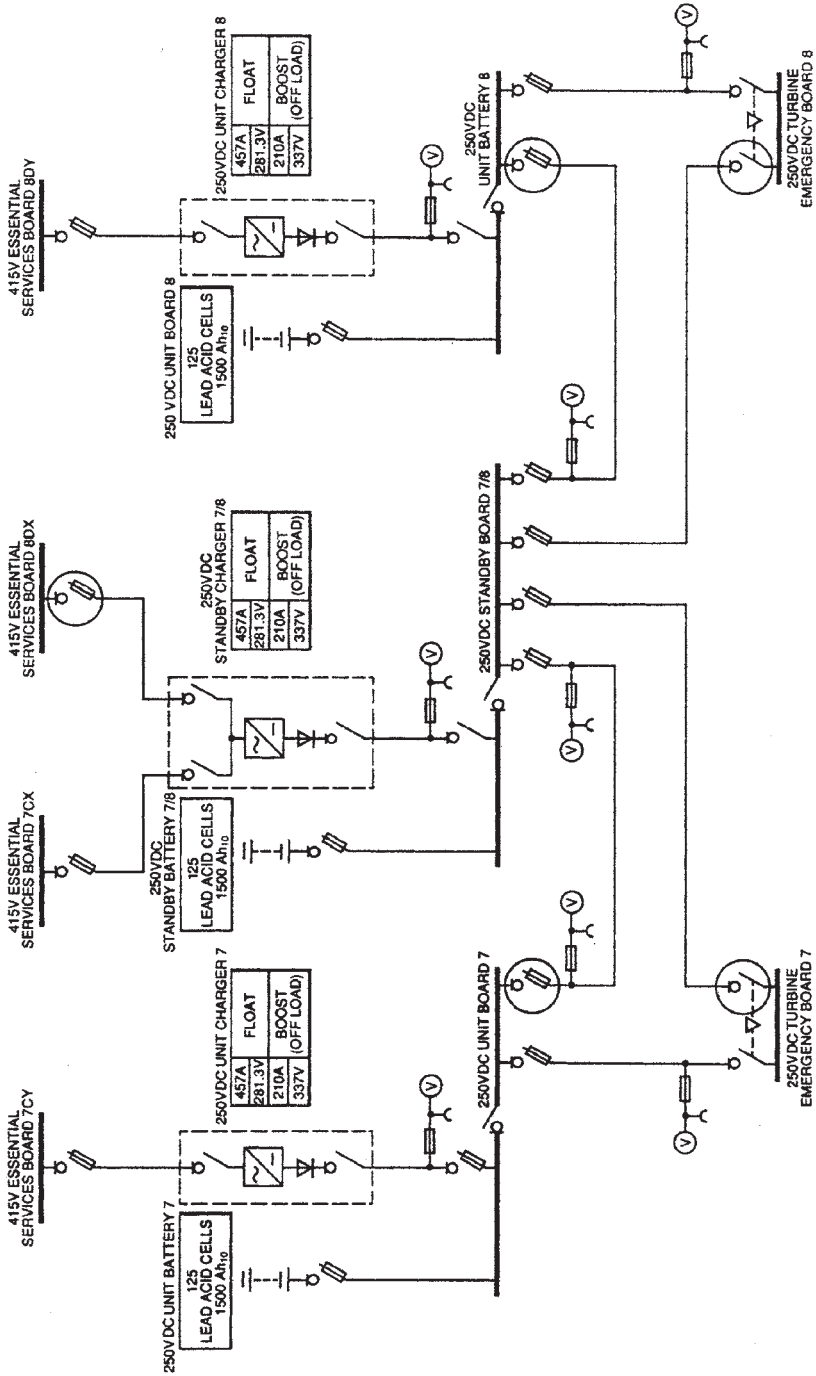 415V ESSENTIAL
SERVICES BOARD 7CY
415V ESSENTIAL
SERVICES BOARD 7CX
415V ESSENTIAL
SERVICES BOARD 8DX
415V ESSENTIAL
SERVICES BOARD 8DY
250VDC UNIT BATTERY 7
125
LEAD ACID CELLS
1500 Ah10
250VDC UNIT CHARGER 7
457A
281.3V
FLOAT
210A
337V
BOOST
(OFF LOAD)
250VDC
STANDBY BATTERY 7/8
125
LEAD ACID CELLS
1500 Ah10
250VDC
STANDBY CHARGER 7/8
457A
281.3V
FLOAT
210A
337V
BOOST
(OFF LOAD)
250 VDC UNIT BOARD 8
125
LEAD ACID CELLS
1500 Ah10
250VDC UNIT CHARGER 8
457A
281.3V
FLOAT
210A
337V
BOOST
(OFF LOAD)
V
V
V
250VDC UNIT BOARD 7
250VDC STANDBY BOARD 7/8
250VDC
UNIT BATTERY 8
V
V
V
V
V
250VDC TURBINE
EMERGENCY BOARD 7
250VDC TURBINE
EMERGENCY BOARD 8